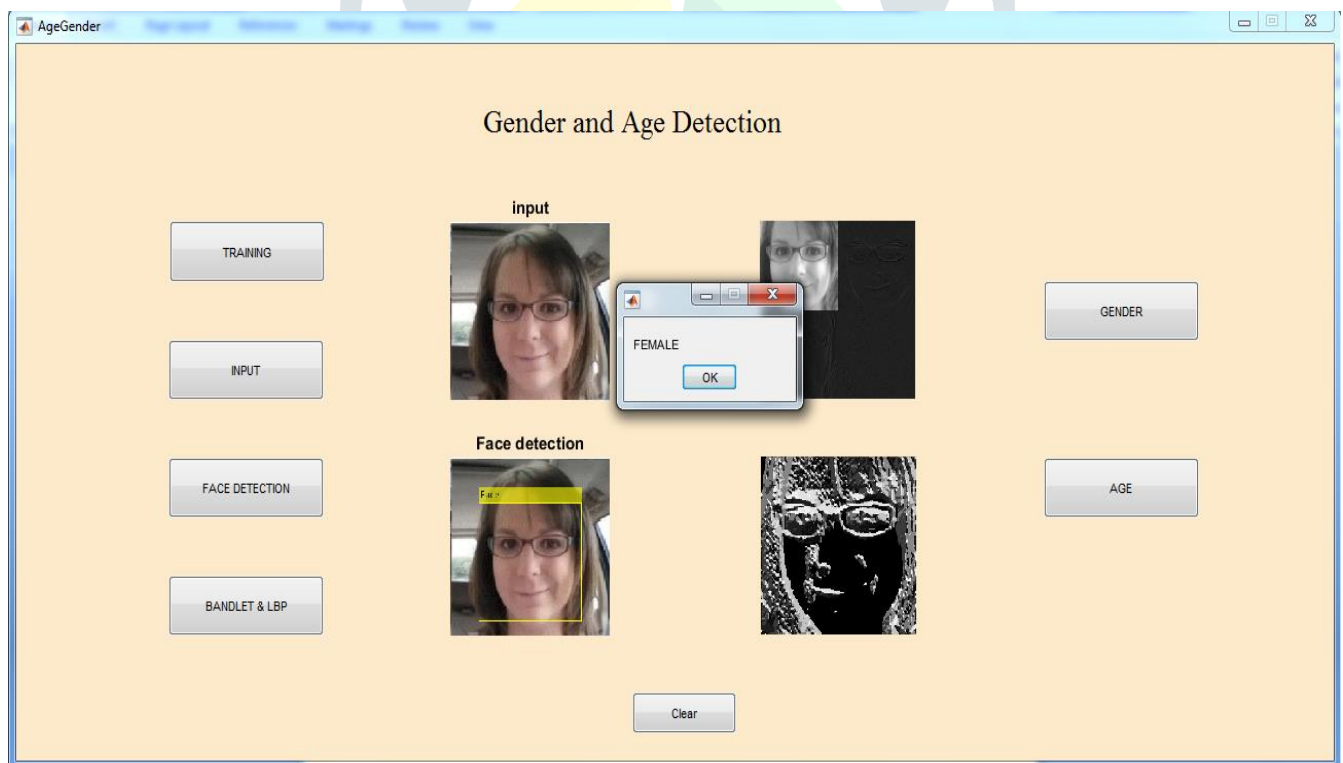 AgeGender
Gender and Age Detection
input
TRAINING
GENDER
FEMALE
INPUT
OK
Face detection
FACE DETECTION
Face
AGE
BANDLET & LBP
Clear